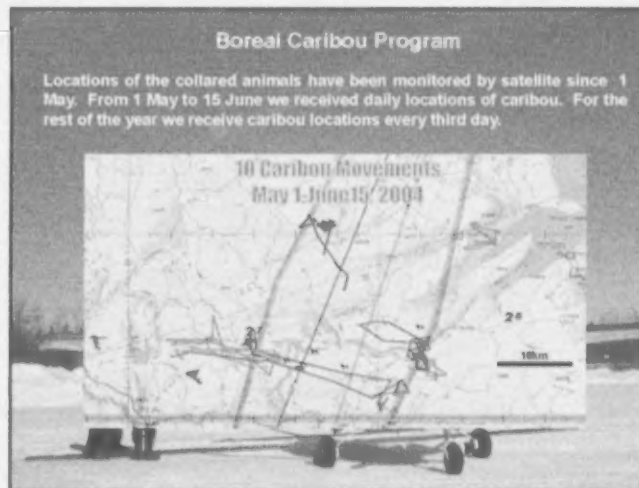 Boreal Caribou Program
Locations of the collared animals have been monitored by satellite since 1
May. From 1 May to 15 June we received daily locations of caribou. For the
rest of the year we receive caribou locations every third day.
10 Caribou Movements
May 1-June15, 2004
16km